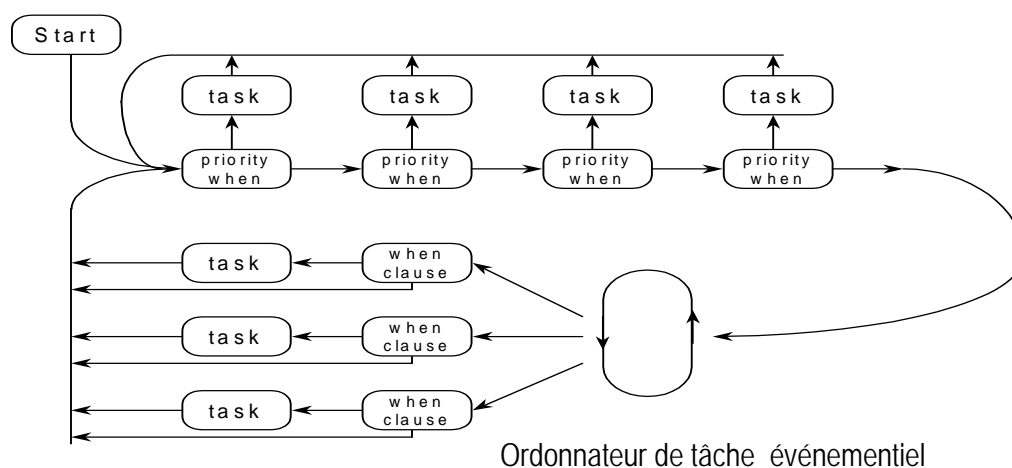 Start
task
task
task
task
priority
when
priority
when
priority
when
priority
when
task
when
clause
task
when
clause
task
when
clause
Ordonnateur de tâche événementiel